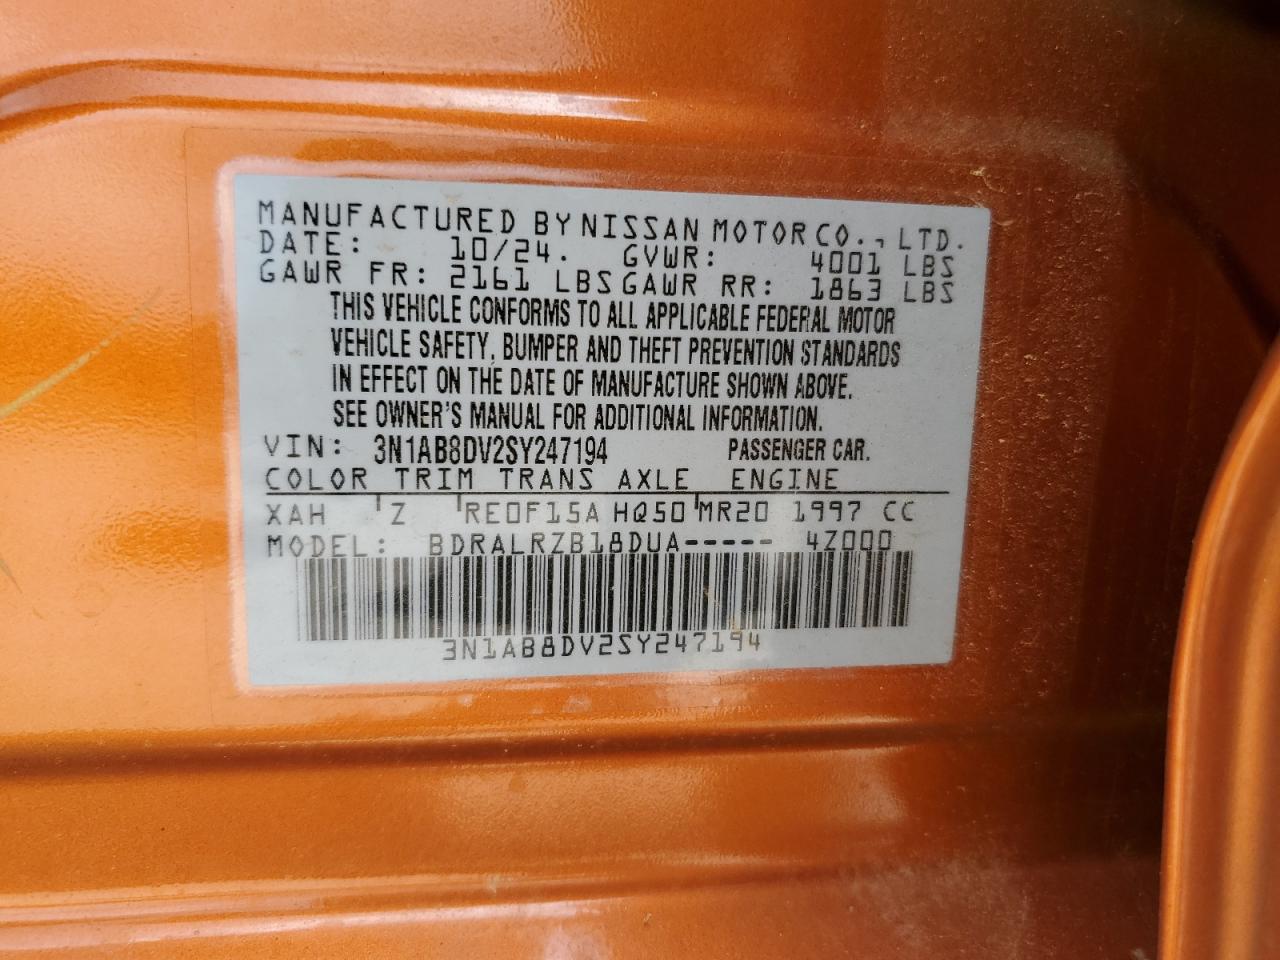 MANUFACTURED BY NISSAN MOTOR CO., LTD.
DATE: 10/24. GVWR: 4001 LBS
GAWR FR: 2161 LBS GAWR RR: 1863 LBS
THIS VEHICLE CONFORMS TO ALL APPLICABLE FEDERAL MOTOR
VEHICLE SAFETY, BUMPER AND THEFT PREVENTION STANDARDS
IN EFFECT ON THE DATE OF MANUFACTURE SHOWN ABOVE.
SEE OWNER'S MANUAL FOR ADDITIONAL INFORMATION.
VIN: 3N1AB8DV2SY247194 PASSENGER CAR.
COLOR TRIM TRANS AXLE ENGINE
XAH Z RE0F15A HQ50 MR20 1997 CC
MODEL: BDRALRZB18DUA----- 4Z000
3N1AB8DV2SY247194